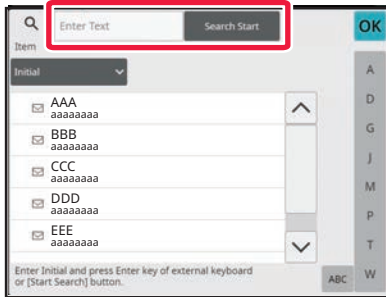 Enter Text Search Start OK
Item
Initial
A
D
G
J
M
P
T
W
AAA
aaaaaaaa
BBB
aaaaaaaa
CCC
aaaaaaaa
DDD
aaaaaaaa
EEE
aaaaaaaa
Enter Initial and press Enter key of external keyboard
or [Start Search] button.
ABC